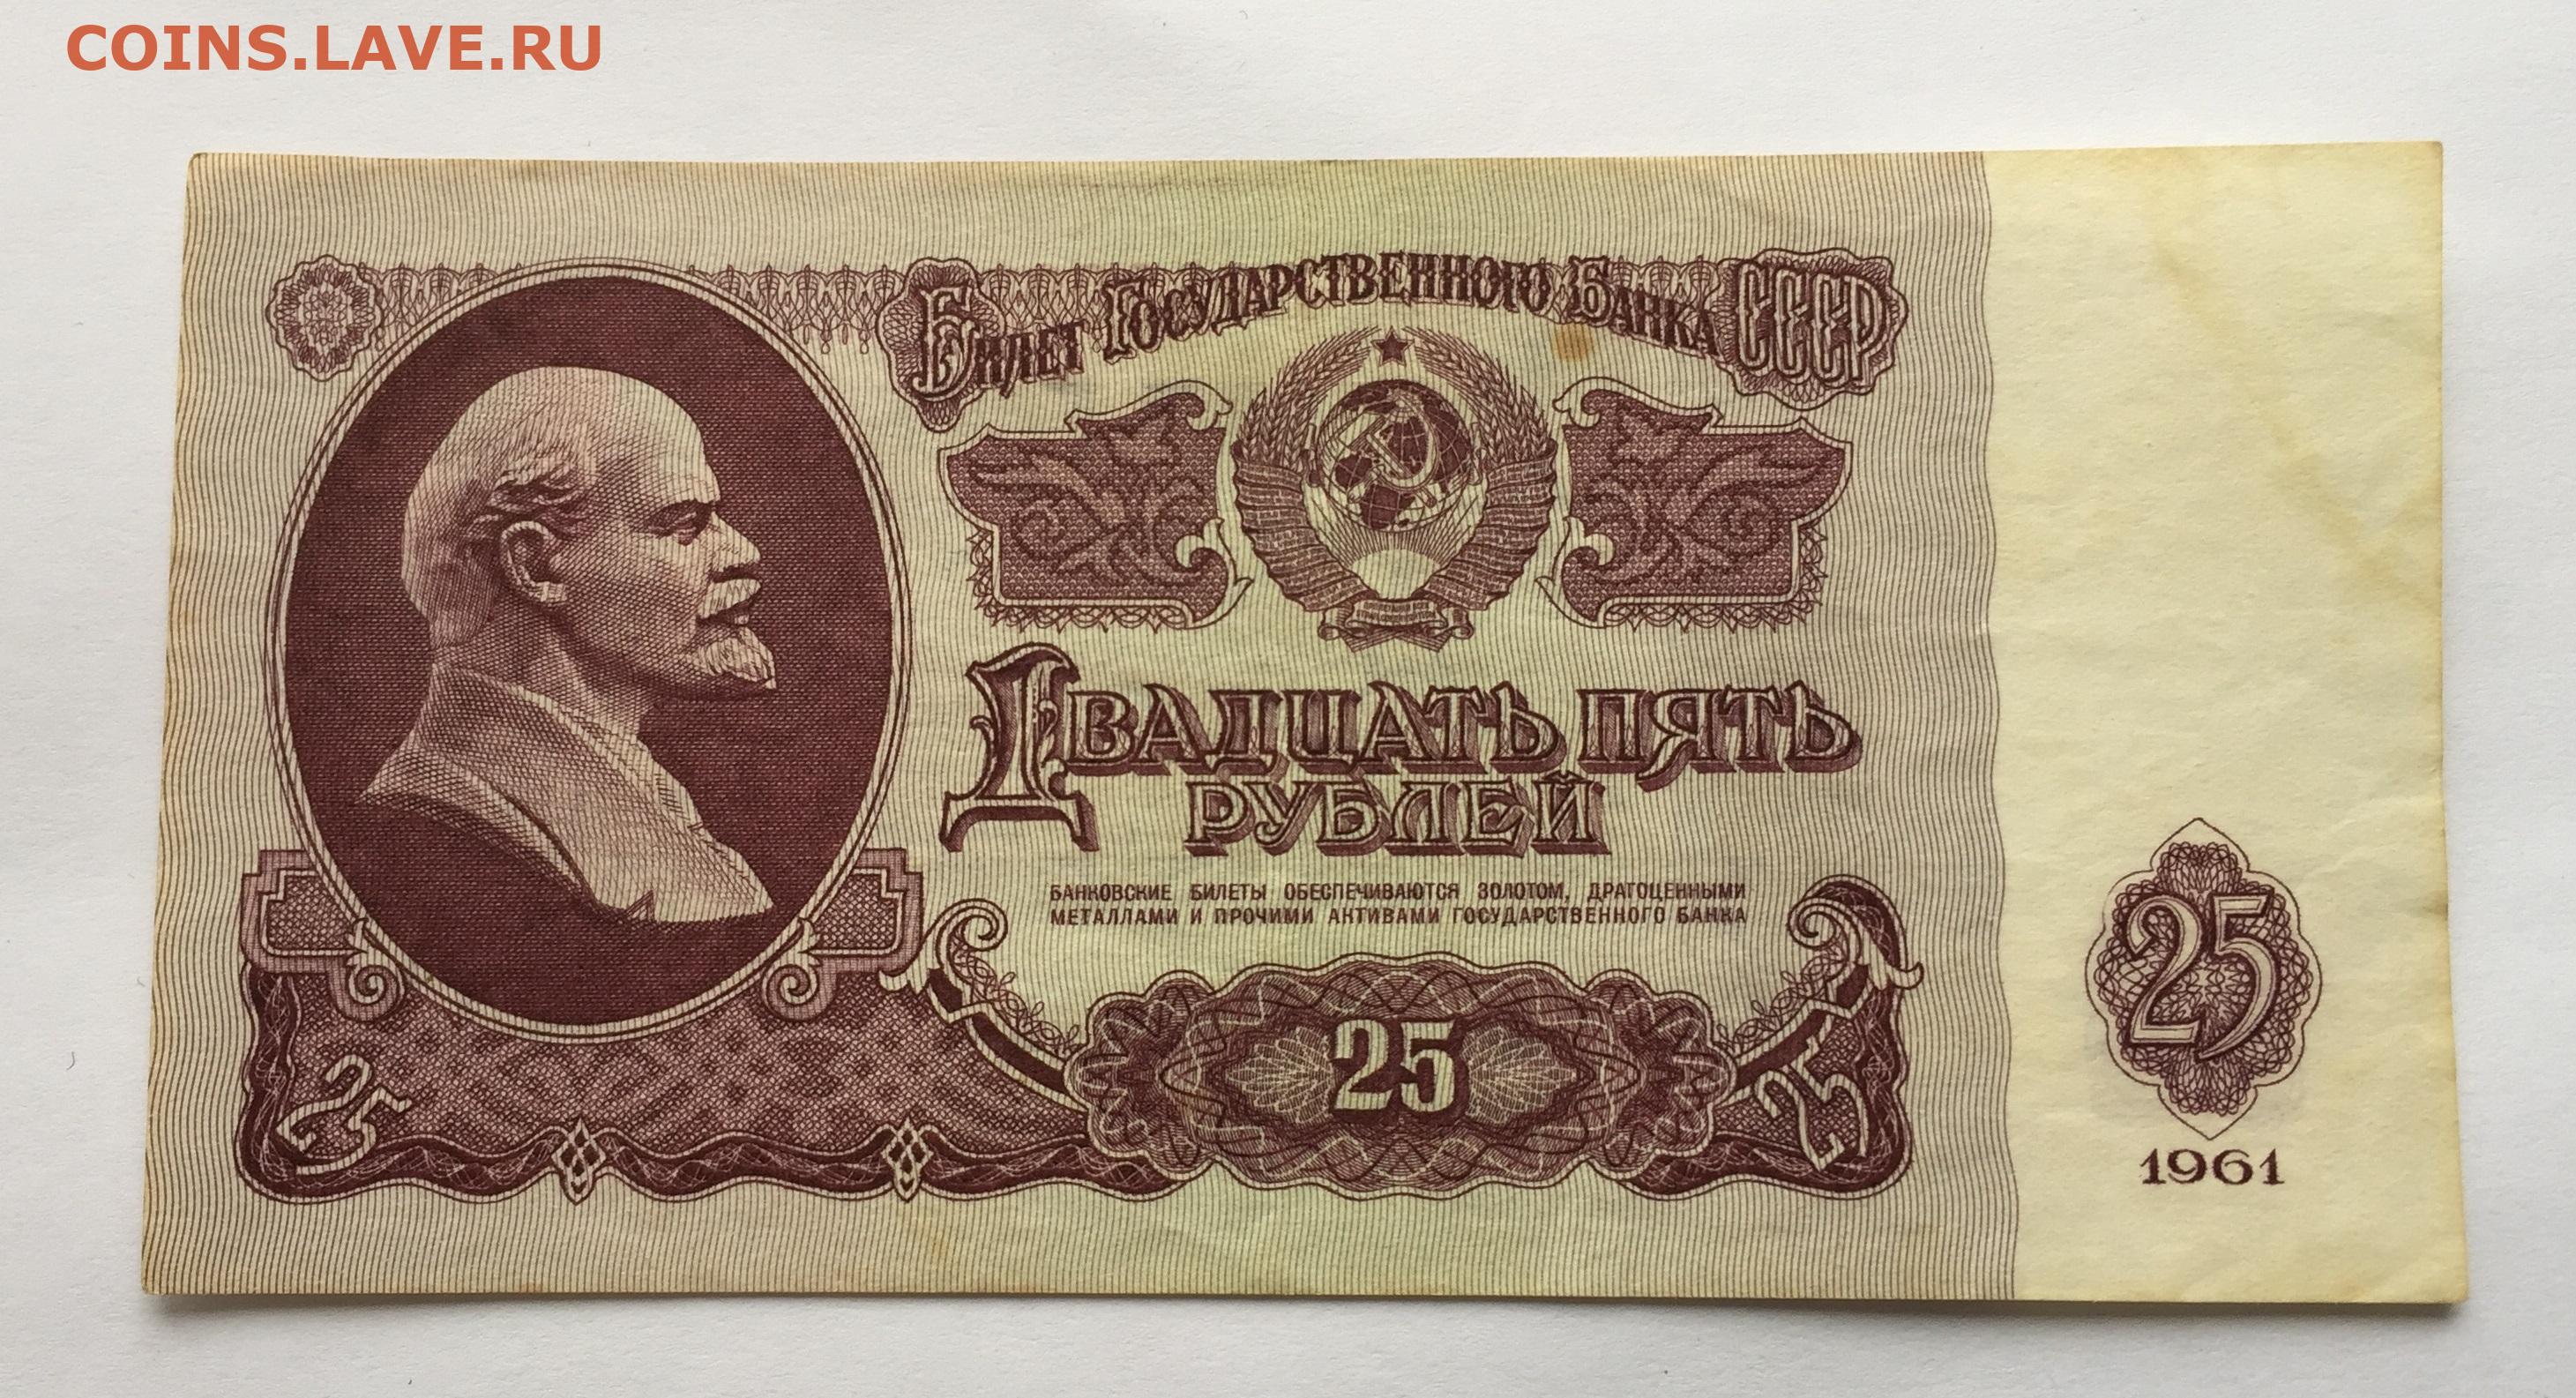 COINS.LAVE.RU
Билет Государственного Банка СССР
Двадцать пять
рублей
БАНКОВСКИЕ БИЛЕТЫ ОБЕСПЕЧИВАЮТСЯ ЗОЛОТОМ, ДРАГОЦЕННЫМИ
МЕТАЛЛАМИ И ПРОЧИМИ АКТИВАМИ ГОСУДАРСТВЕННОГО БАНКА
25
25
25
25
1961